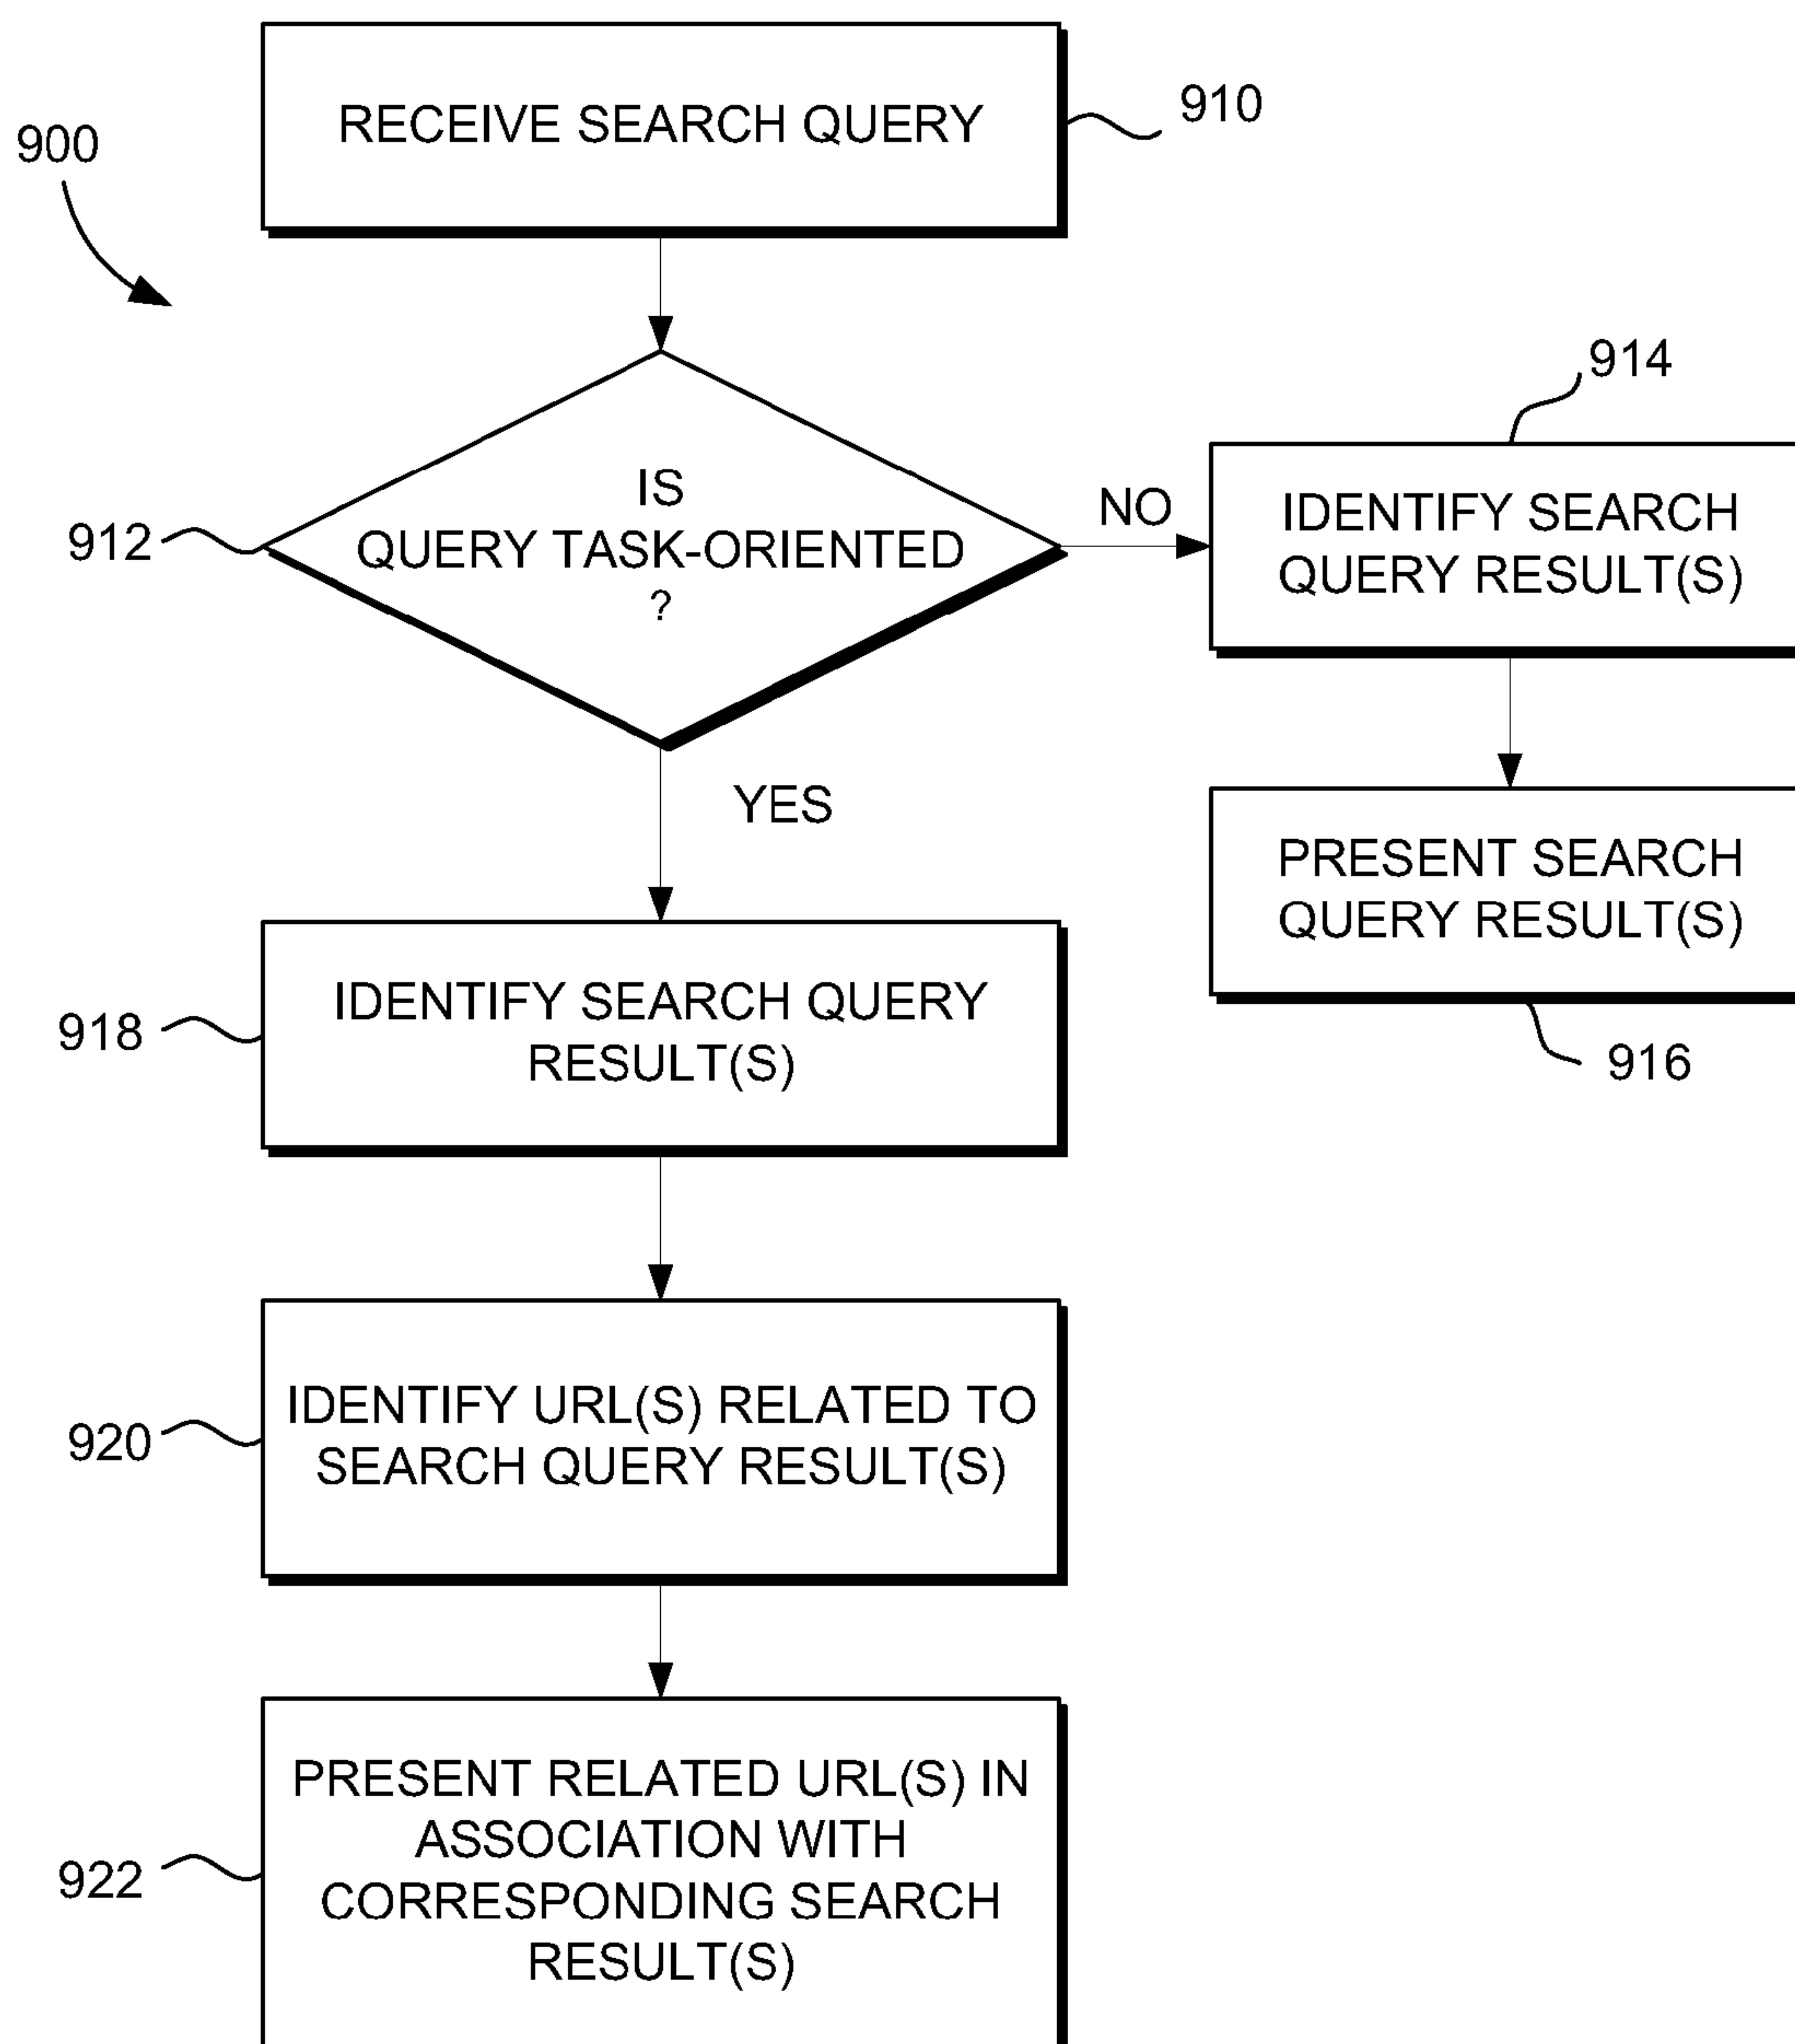 RECEIVE SEARCH QUERY
910
900
IS
QUERY TASK-ORIENTED
?
912
NO
914
IDENTIFY SEARCH
QUERY RESULT(S)
YES
PRESENT SEARCH
QUERY RESULT(S)
916
IDENTIFY SEARCH QUERY
RESULT(S)
918
IDENTIFY URL(S) RELATED TO
SEARCH QUERY RESULT(S)
920
PRESENT RELATED URL(S) IN
ASSOCIATION WITH
CORRESPONDING SEARCH
RESULT(S)
922